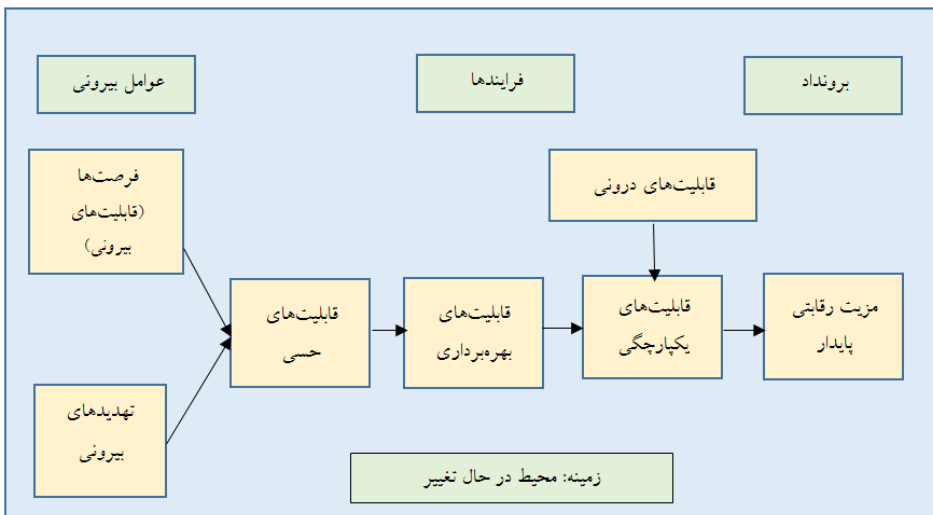 عوامل بیرونی
فرایندها
برونداد
فرصت‌ها
(قابلیت‌های
بیرونی)
قابلیت‌های درونی
قابلیت‌های
حسی
قابلیت‌های
بهره‌برداری
قابلیت‌های
یکپارچگی
مزیت رقابتی
پایدار
تهدیدهای
بیرونی
زمینه: محیط در حال تغییر